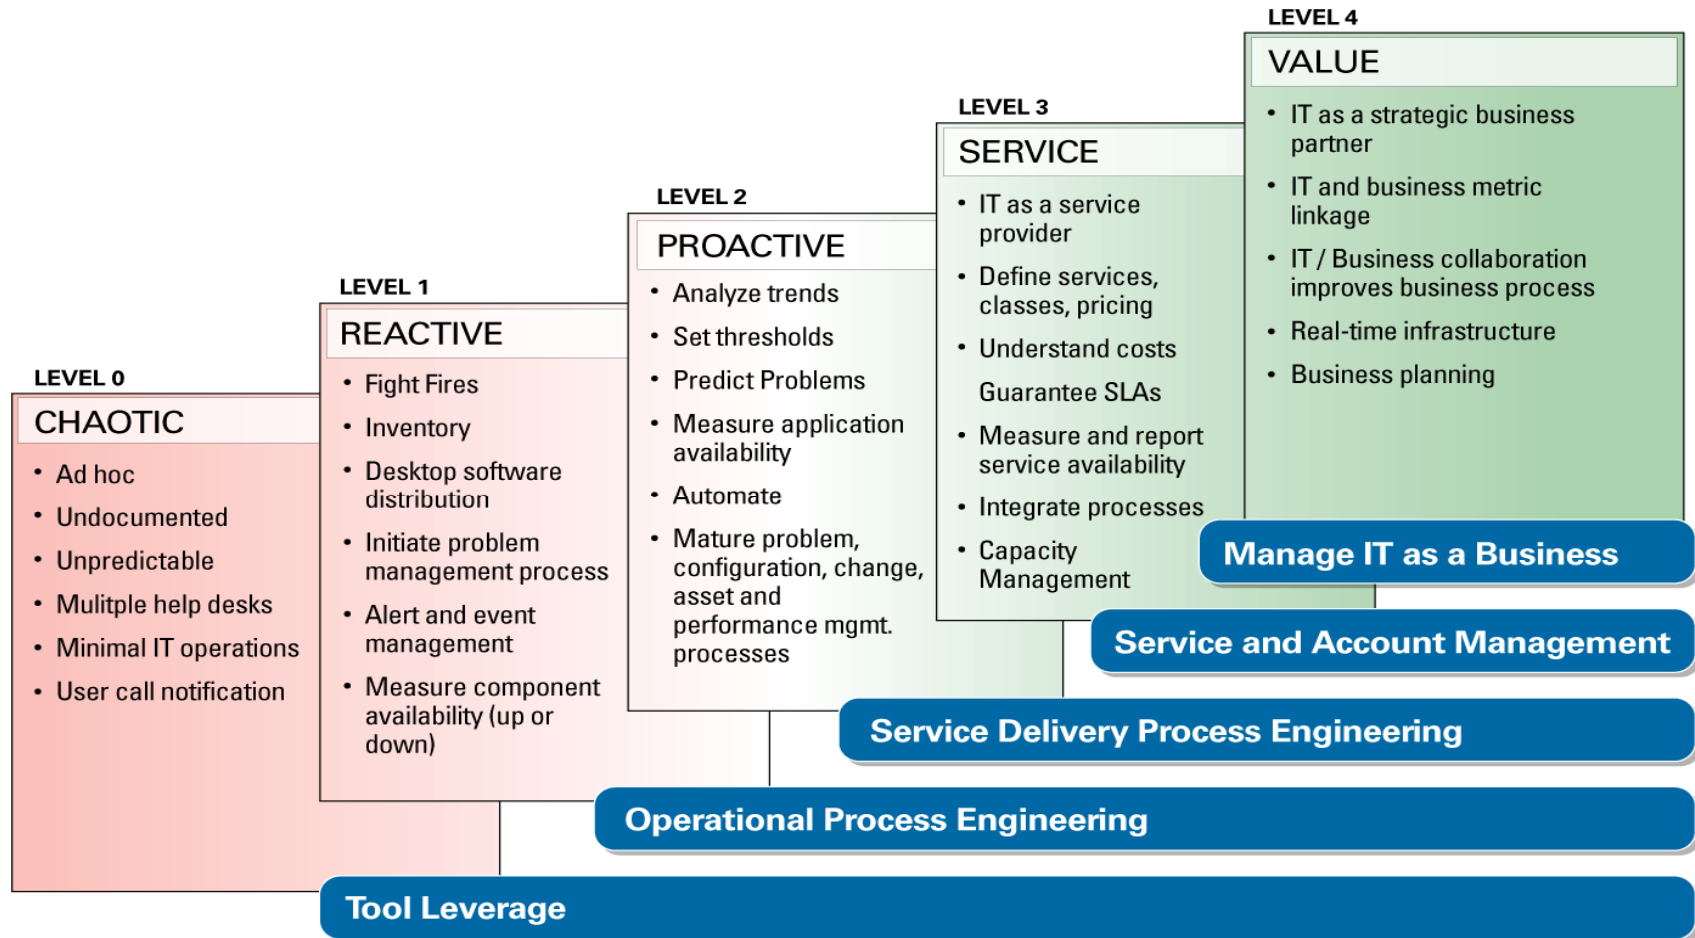 LEVEL 0
CHAOTIC
• Ad hoc
• Undocumented
• Unpredictable
• Mulitple help desks
• Minimal IT operations
• User call notification
LEVEL 1
REACTIVE
• Fight Fires
• Inventory
• Desktop software
distribution
• Initiate problem
management process
• Alert and event
management
• Measure component
availability (up or
down)
LEVEL 2
PROACTIVE
• Analyze trends
• Set thresholds
• Predict Problems
• Measure application
availability
• Automate
• Mature problem,
configuration, change,
asset and
performance mgmt.
processes
LEVEL 3
SERVICE
• IT as a service
provider
• Define services,
classes, pricing
• Understand costs
Guarantee SLAs
• Measure and report
service availability
• Integrate processes
• Capacity
Management
LEVEL 4
VALUE
• IT as a strategic business
partner
• IT and business metric
linkage
• IT / Business collaboration
improves business process
• Real-time infrastructure
• Business planning
Manage IT as a Business
Service and Account Management
Service Delivery Process Engineering
Operational Process Engineering
Tool Leverage